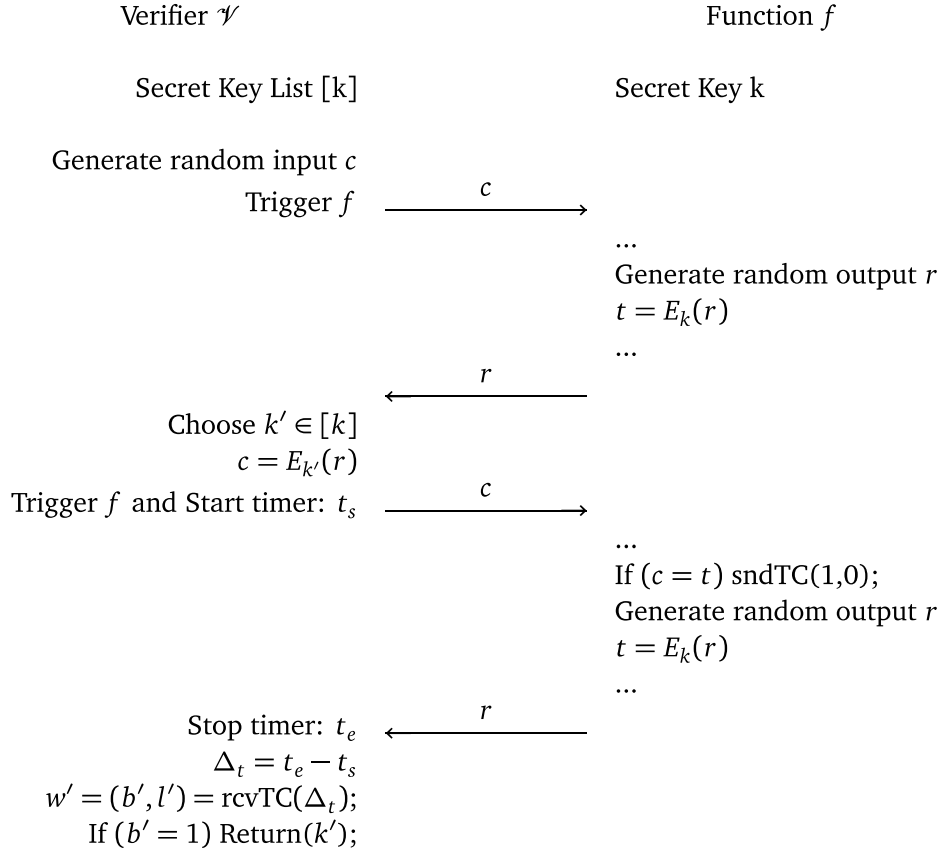 Verifier 𝒱 Function f
Secret Key List [k] Secret Key k
Generate random input c
Trigger f
c
...
Generate random output r
t = E_k(r)
...
r
Choose k′ ∈ [k]
c = E_{k′}(r)
Trigger f and Start timer: t_s
c
...
If (c = t) sndTC(1,0);
Generate random output r
t = E_k(r)
...
r
Stop timer: t_e
Δ_t = t_e − t_s
w′ = (b′, l′) = rcvTC(Δ_t);
If (b′ = 1) Return(k′);